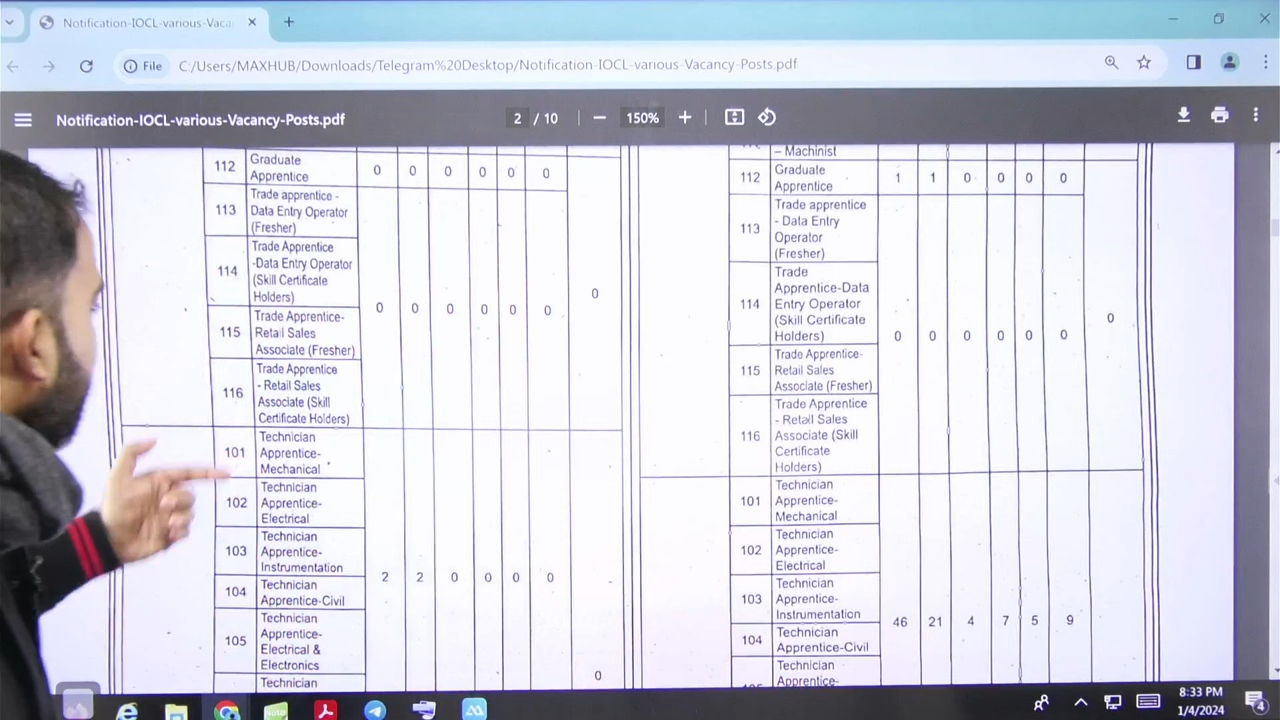 Notification-IOCL-various-Vaca
File C:/Users/MAXHUB/Downloads/Telegram%20Desktop/Notification-IOCL-various-Vacancy-Posts.pdf
Notification-IOCL-various-Vacancy-Posts.pdf
2 / 10
150%
112 Graduate Apprentice 0 0 0 0 0 0
113 Trade apprentice - Data Entry Operator (Fresher)
114 Trade Apprentice -Data Entry Operator (Skill Certificate Holders)
0 0 0 0 0 0 0
115 Trade Apprentice- Retail Sales Associate (Fresher)
116 Trade Apprentice - Retail Sales Associate (Skill Certificate Holders)
101 Technician Apprentice- Mechanical
102 Technician Apprentice- Electrical
103 Technician Apprentice- Instrumentation
2 2 0 0 0 0
104 Technician Apprentice-Civil
105 Technician Apprentice- Electrical & Electronics
Technician
0
– Machinist
112 Graduate Apprentice 1 1 0 0 0 0
113 Trade apprentice - Data Entry Operator (Fresher)
114 Trade Apprentice-Data Entry Operator (Skill Certificate Holders)
0 0 0 0 0 0 0
115 Trade Apprentice- Retail Sales Associate (Fresher)
116 Trade Apprentice - Retail Sales Associate (Skill Certificate Holders)
101 Technician Apprentice- Mechanical
102 Technician Apprentice- Electrical
103 Technician Apprentice- Instrumentation
46 21 4 7 5 9
104 Technician Apprentice-Civil
Technician Apprentice-
8:33 PM
1/4/2024
4